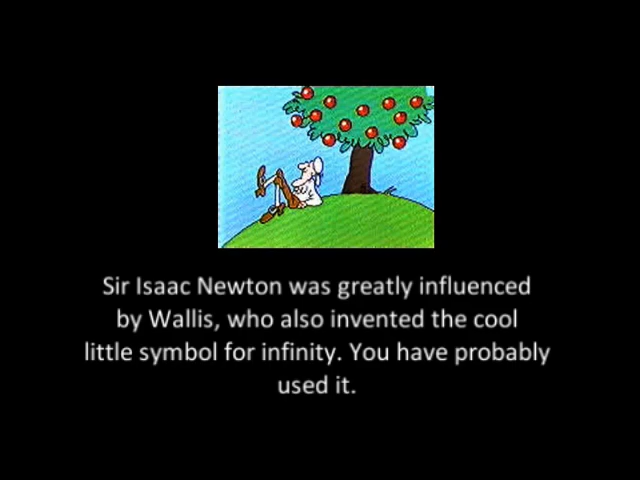 Sir Isaac Newton was greatly influenced
by Wallis, who also invented the cool
little symbol for infinity. You have probably
used it.